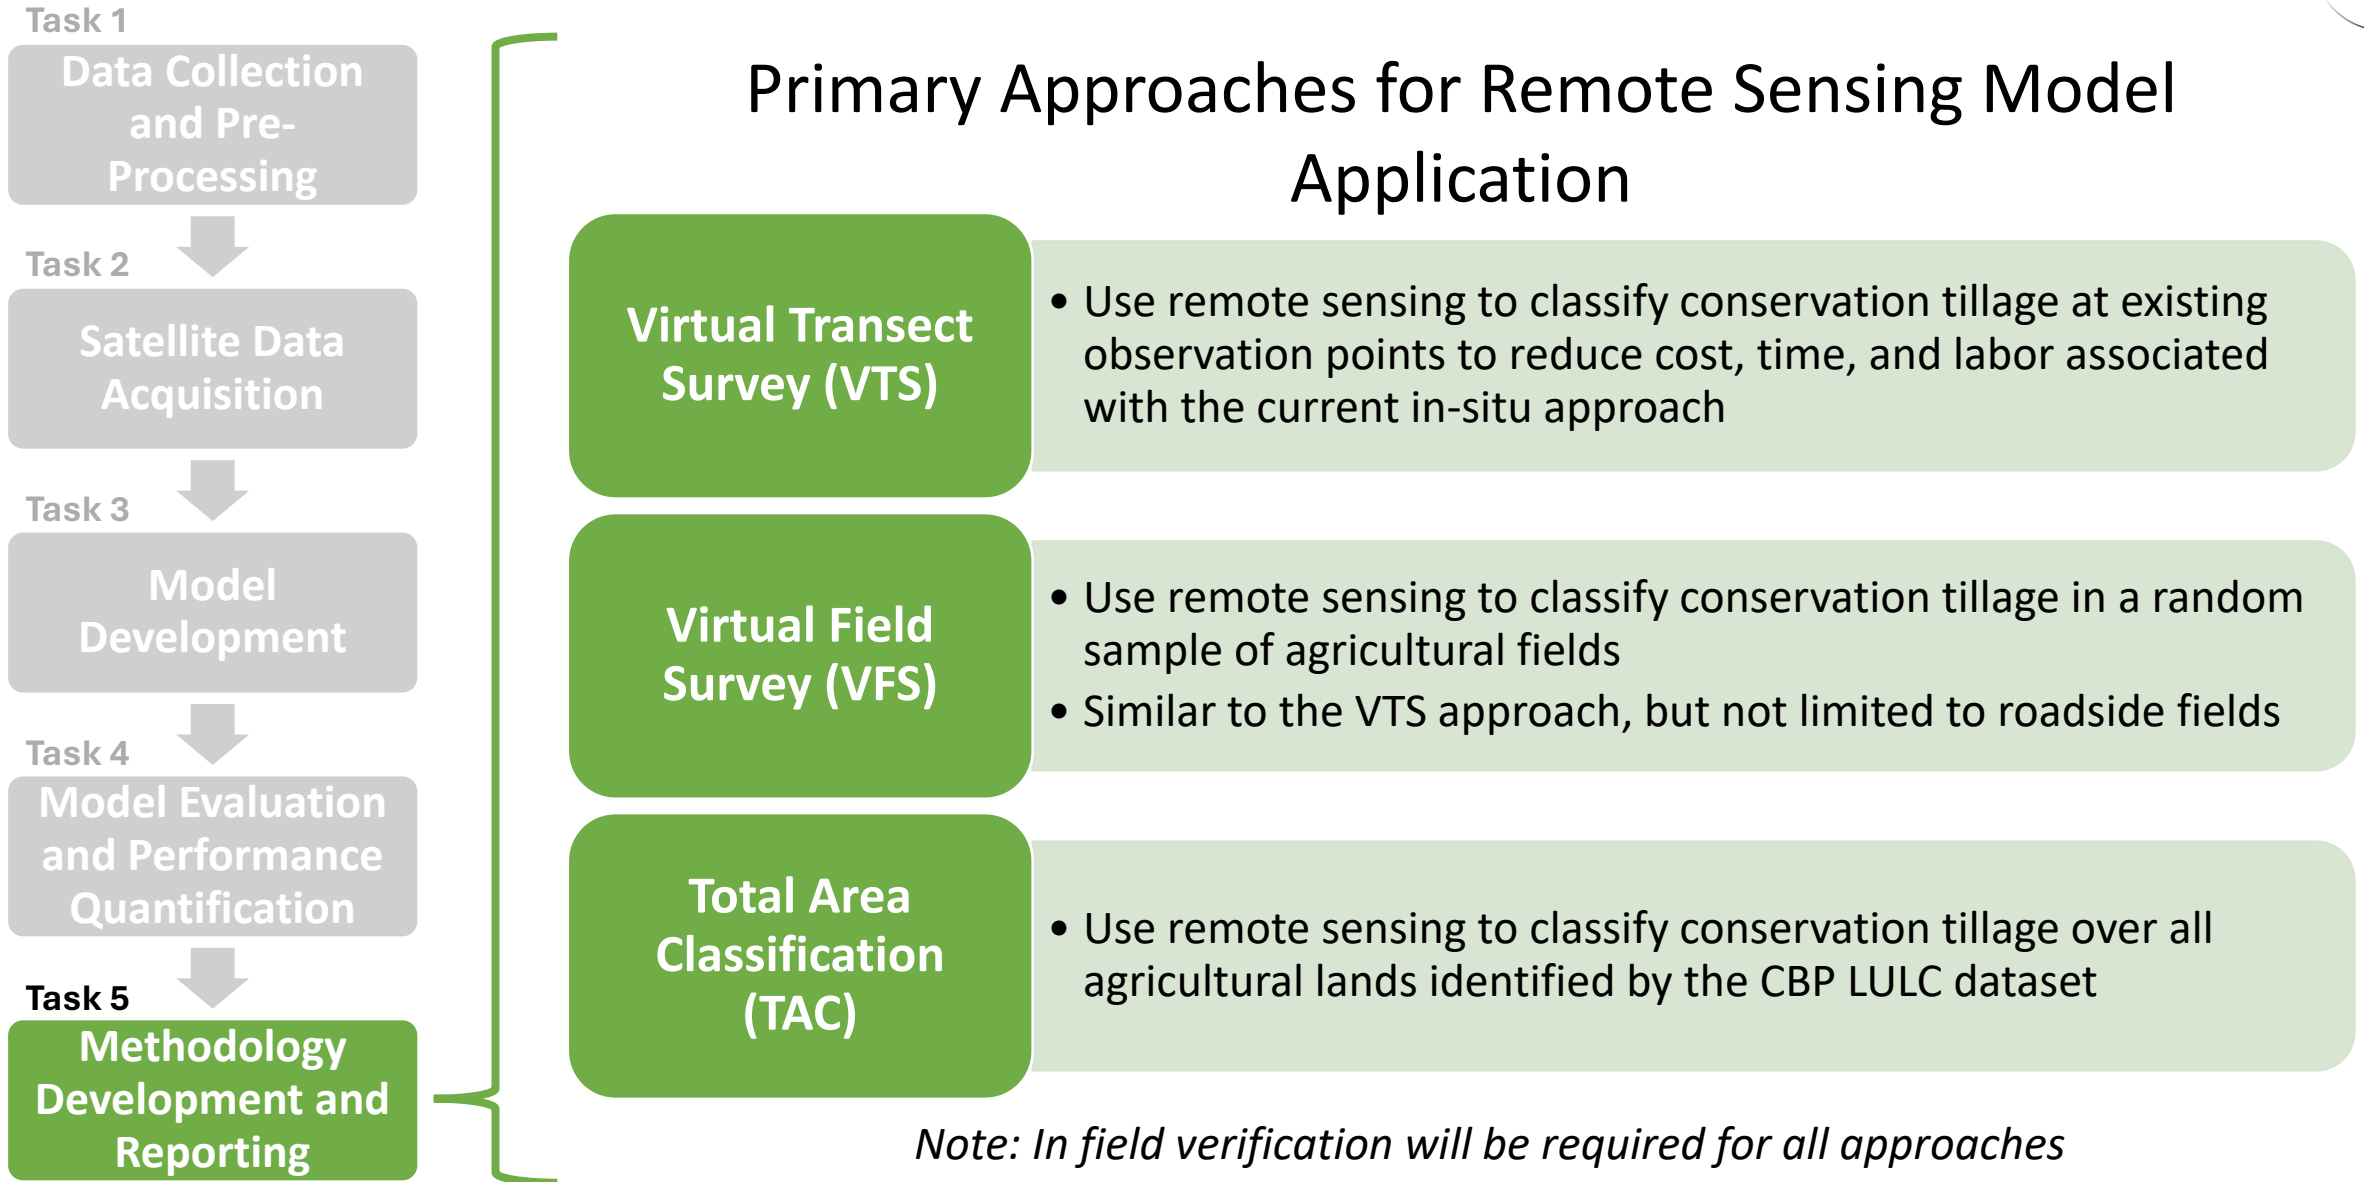 Task 1
Data Collection
and Pre-
Processing
Task 2
Satellite Data
Acquisition
Task 3
Model
Development
Task 4
Model Evaluation
and Performance
Quantification
Task 5
Methodology
Development and
Reporting
Primary Approaches for Remote Sensing Model
Application
Virtual Transect
Survey (VTS)
• Use remote sensing to classify conservation tillage at existing
observation points to reduce cost, time, and labor associated
with the current in-situ approach
Virtual Field
Survey (VFS)
• Use remote sensing to classify conservation tillage in a random
sample of agricultural fields
• Similar to the VTS approach, but not limited to roadside fields
Total Area
Classification
(TAC)
• Use remote sensing to classify conservation tillage over all
agricultural lands identified by the CBP LULC dataset
Note: In field verification will be required for all approaches